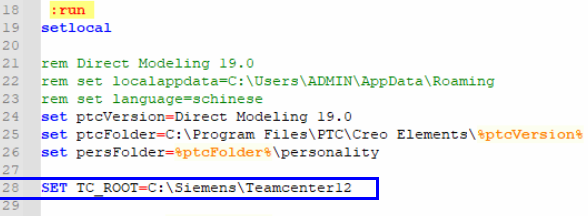 18 :run
19 setlocal
20
21 rem Direct Modeling 19.0
22 rem set localappdata=C:\Users\ADMIN\AppData\Roaming
23 rem set language=schinese
24 set ptcVersion=Direct Modeling 19.0
25 set ptcFolder=C:\Program Files\PTC\Creo Elements\%ptcVersion%
26 set persFolder=%ptcFolder%\personality
27
28 SET TC_ROOT=C:\Siemens\Teamcenter12
29